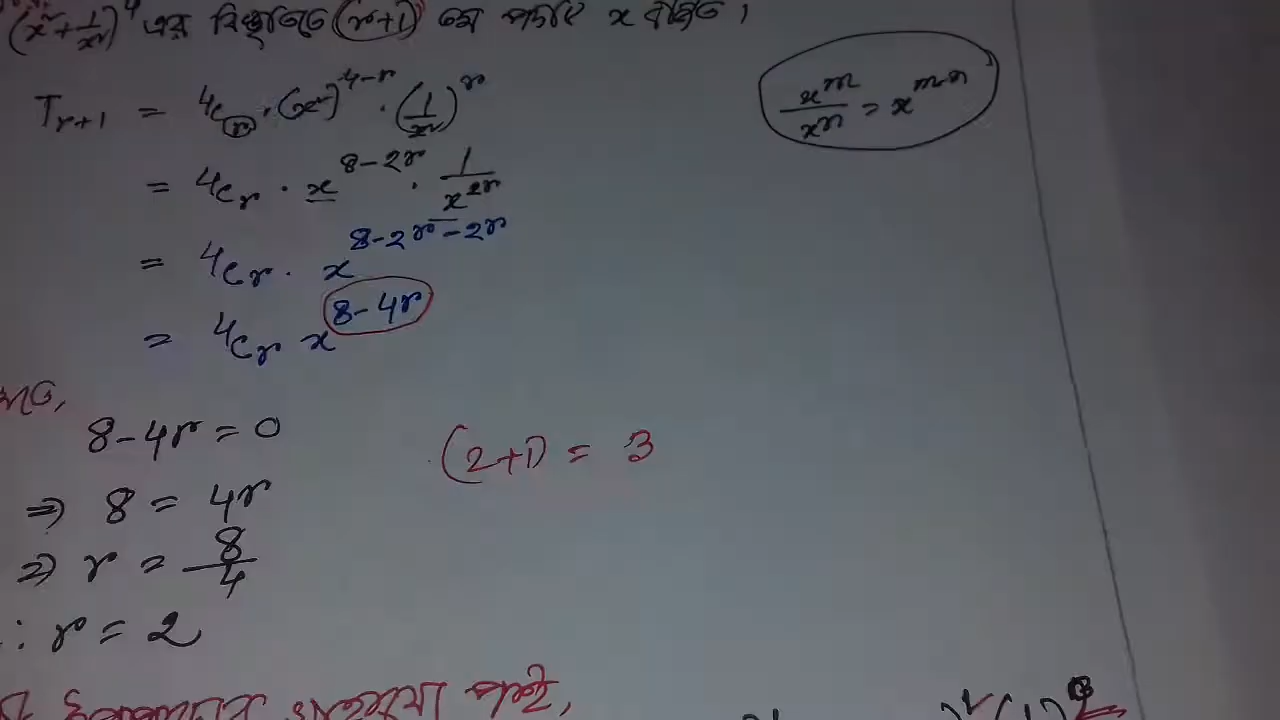 (x² + 1/x²)⁴ এর বিস্তৃতিতে (r+1) তম পদটি x বর্জিত,
T_{r+1} = ⁴C_r · (x²)^{4-r} · (1/x²)^r
x^m / x^n = x^{m-n}
= ⁴C_r · x^{8-2r} · 1/x^{2r}
= ⁴C_r · x^{8-2r-2r}
= ⁴C_r x^{8-4r}
8-4r = 0
(2+1) = 3
⇒ 8 = 4r
⇒ r = 8/4
∴ r = 2